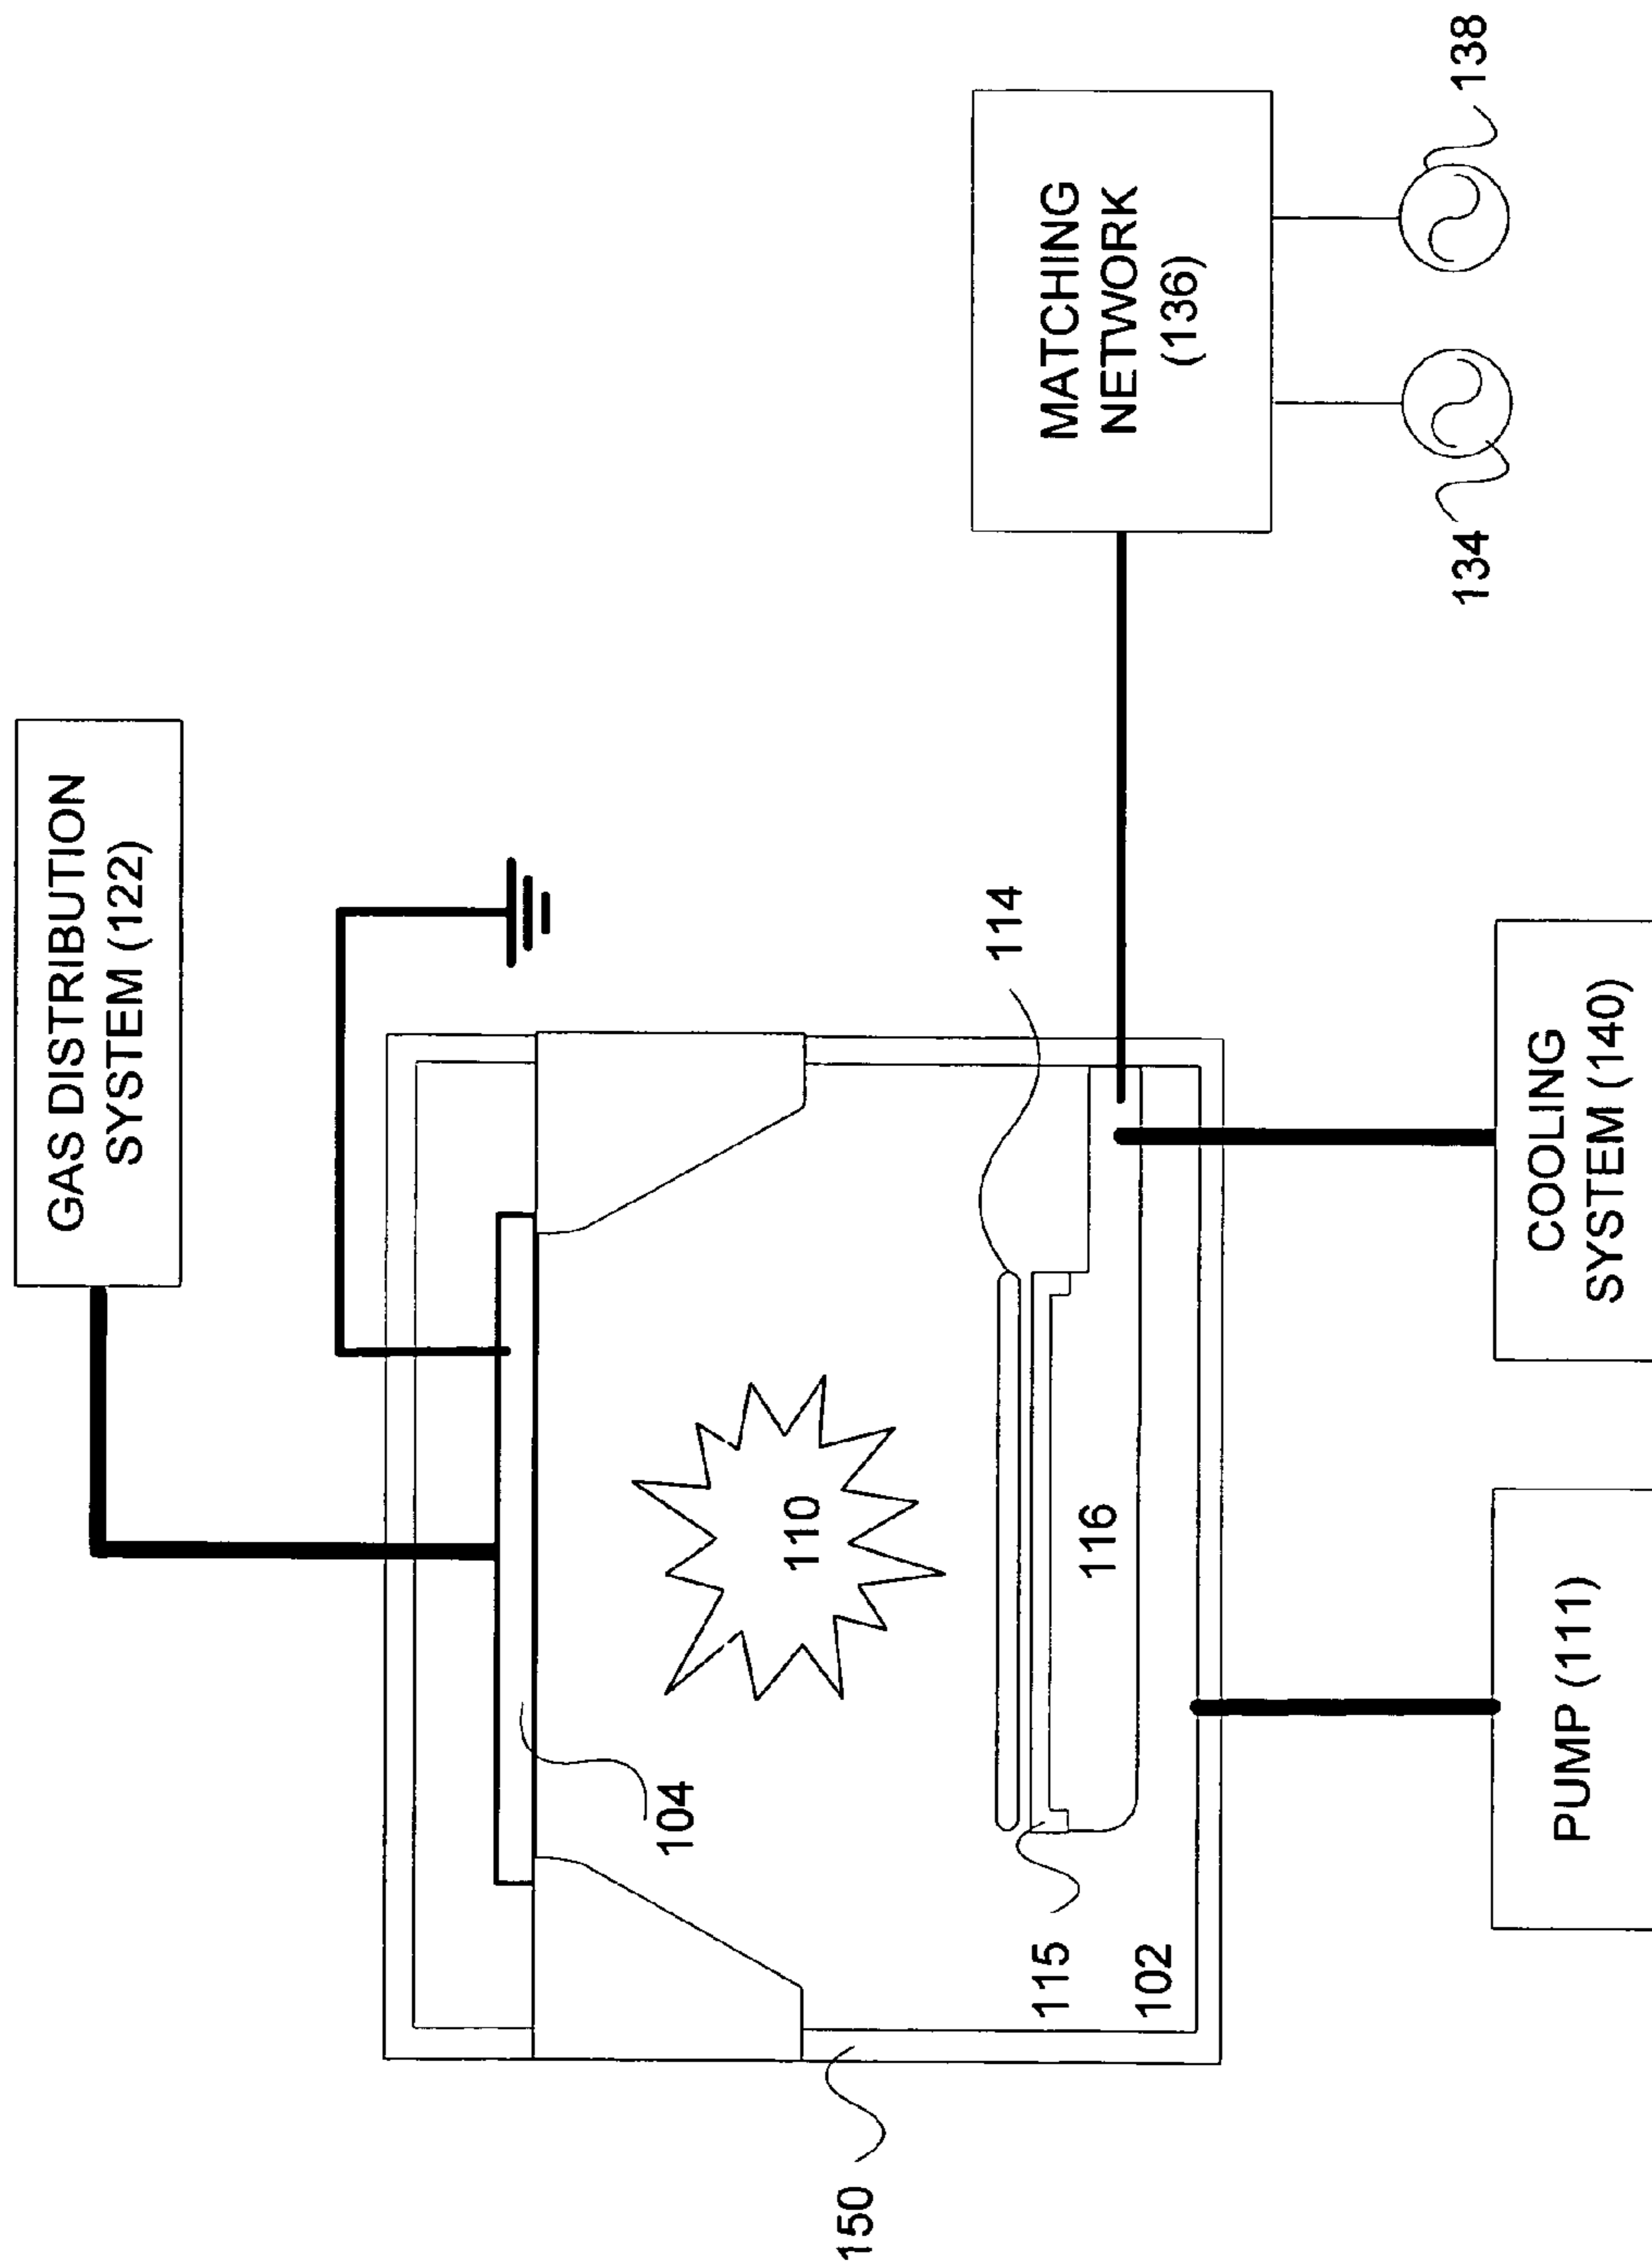 GAS DISTRIBUTION
SYSTEM (122)
104
110
114
150
115
102
116
MATCHING
NETWORK
(136)
134
138
PUMP (111)
COOLING
SYSTEM (140)